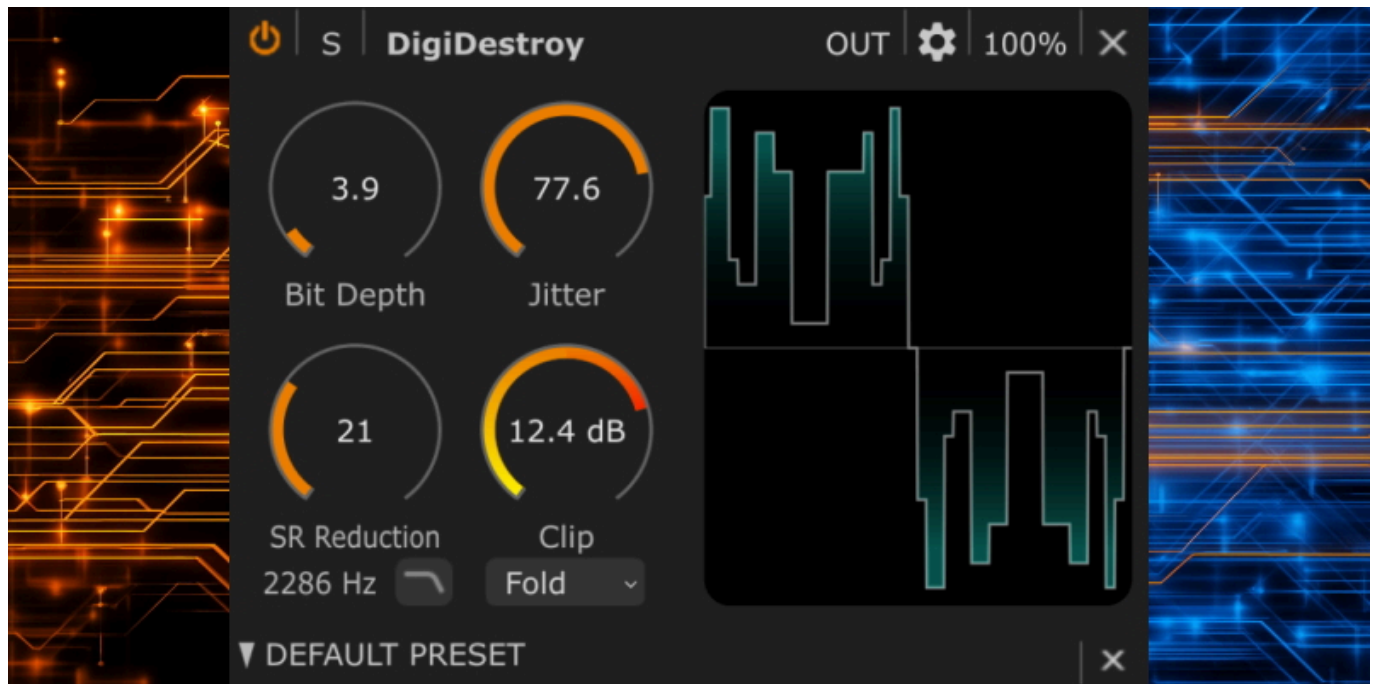 S DigiDestroy OUT 100%
3.9 77.6
Bit Depth Jitter
21 12.4 dB
SR Reduction Clip
2286 Hz Fold
DEFAULT PRESET